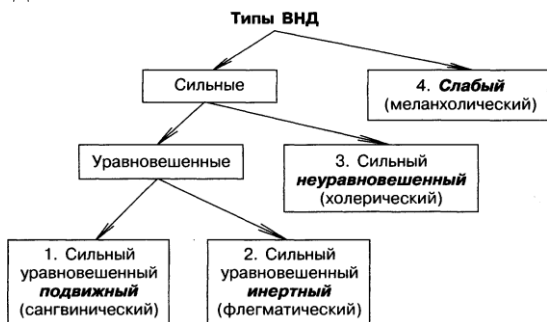 Типы ВНД
Сильные
4. Слабый
(меланхолический)
Уравновешенные
3. Сильный
неуравновешенный
(холерический)
1. Сильный
уравновешенный
подвижный
(сангвинический)
2. Сильный
уравновешенный
инертный
(флегматический)